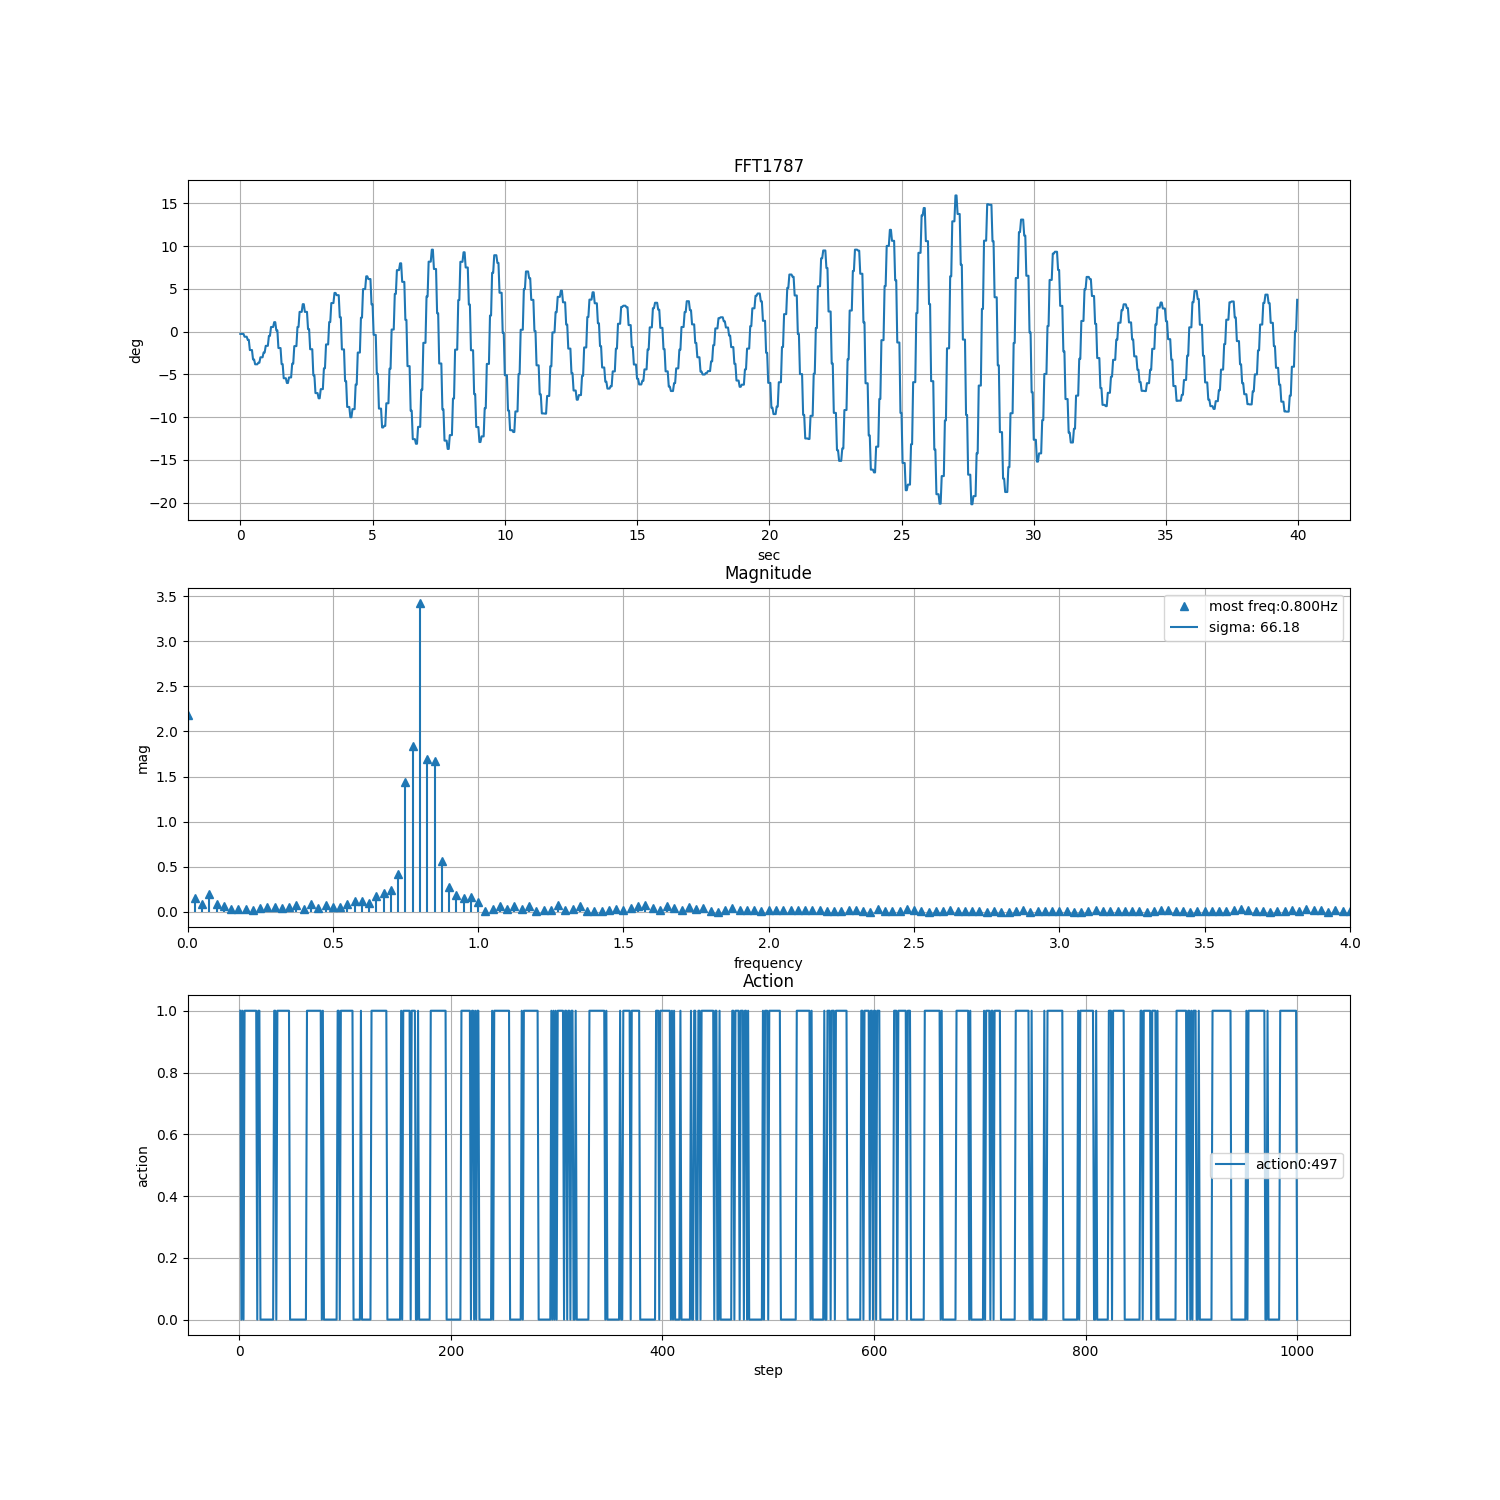 FFT1787
15
10
5
0
−5
−10
−15
−20
deg
0 5 10 15 20 25 30 35 40
sec
Magnitude
3.5
3.0
2.5
2.0
1.5
1.0
0.5
0.0
mag
most freq:0.800Hz
sigma: 66.18
0.0 0.5 1.0 1.5 2.0 2.5 3.0 3.5 4.0
frequency
Action
1.0
0.8
0.6
0.4
0.2
0.0
action
action0:497
0 200 400 600 800 1000
step